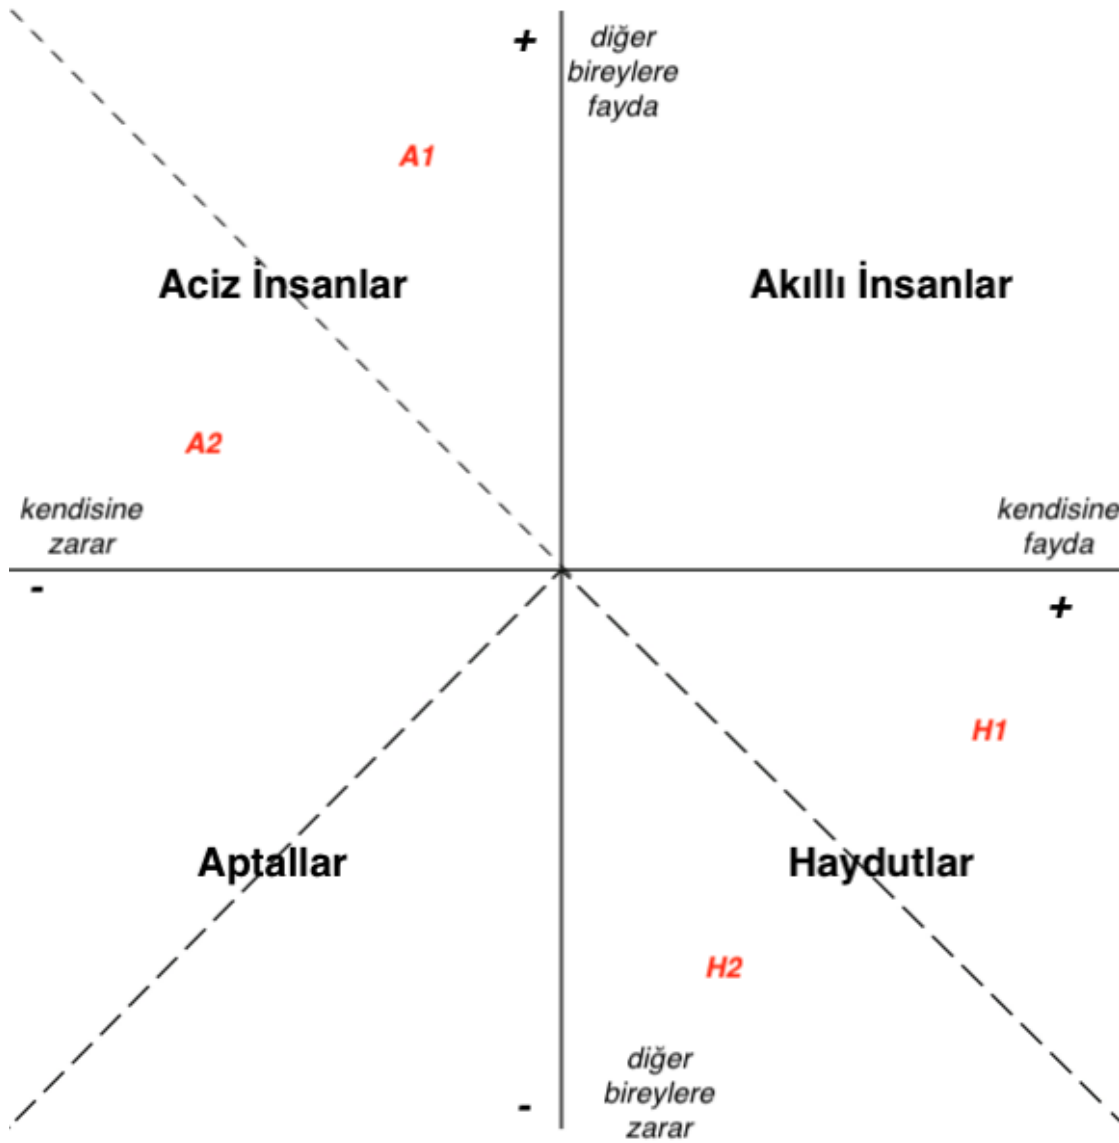 +
diğer
bireylere
fayda
A1
Aciz İnsanlar
Akıllı İnsanlar
A2
kendisine
zarar
kendisine
fayda
-
+
H1
Aptallar
Haydutlar
H2
diğer
bireylere
zarar
-